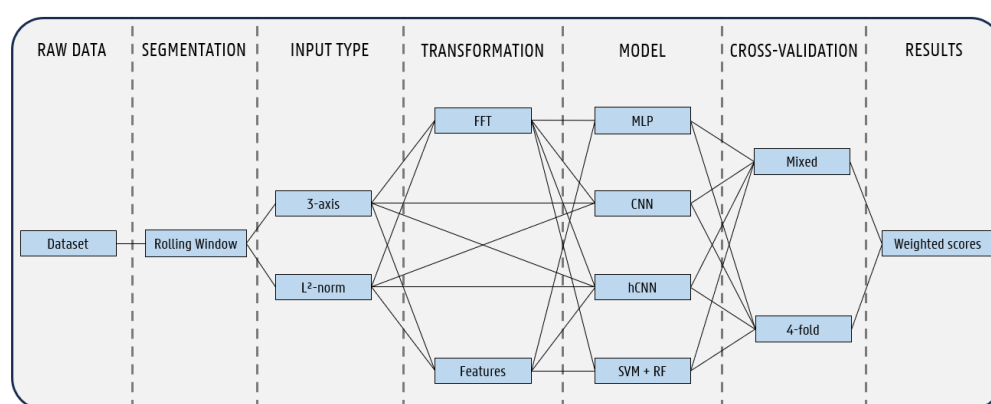 RAW DATA
SEGMENTATION
INPUT TYPE
TRANSFORMATION
MODEL
CROSS-VALIDATION
RESULTS
FFT
MLP
Mixed
3-axis
CNN
Dataset
Rolling Window
Weighted scores
L²-norm
hCNN
4-fold
Features
SVM + RF